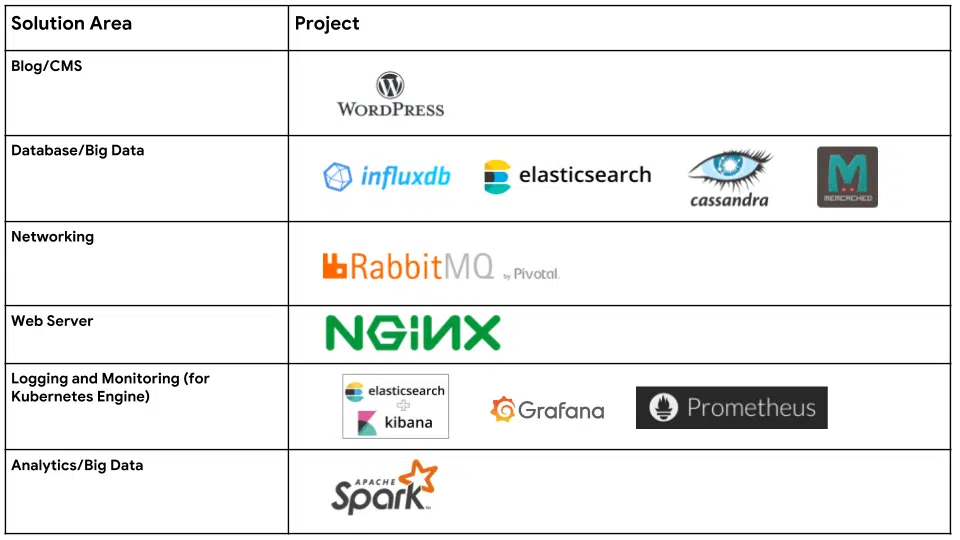 Solution Area
Project
Blog/CMS
WORDPRESS
Database/Big Data
influxdb
elasticsearch
cassandra
MEMCACHED
Networking
RabbitMQ by Pivotal.
Web Server
NGiNX
Logging and Monitoring (for
Kubernetes Engine)
elasticsearch
kibana
Grafana
Prometheus
Analytics/Big Data
APACHE
Spark™